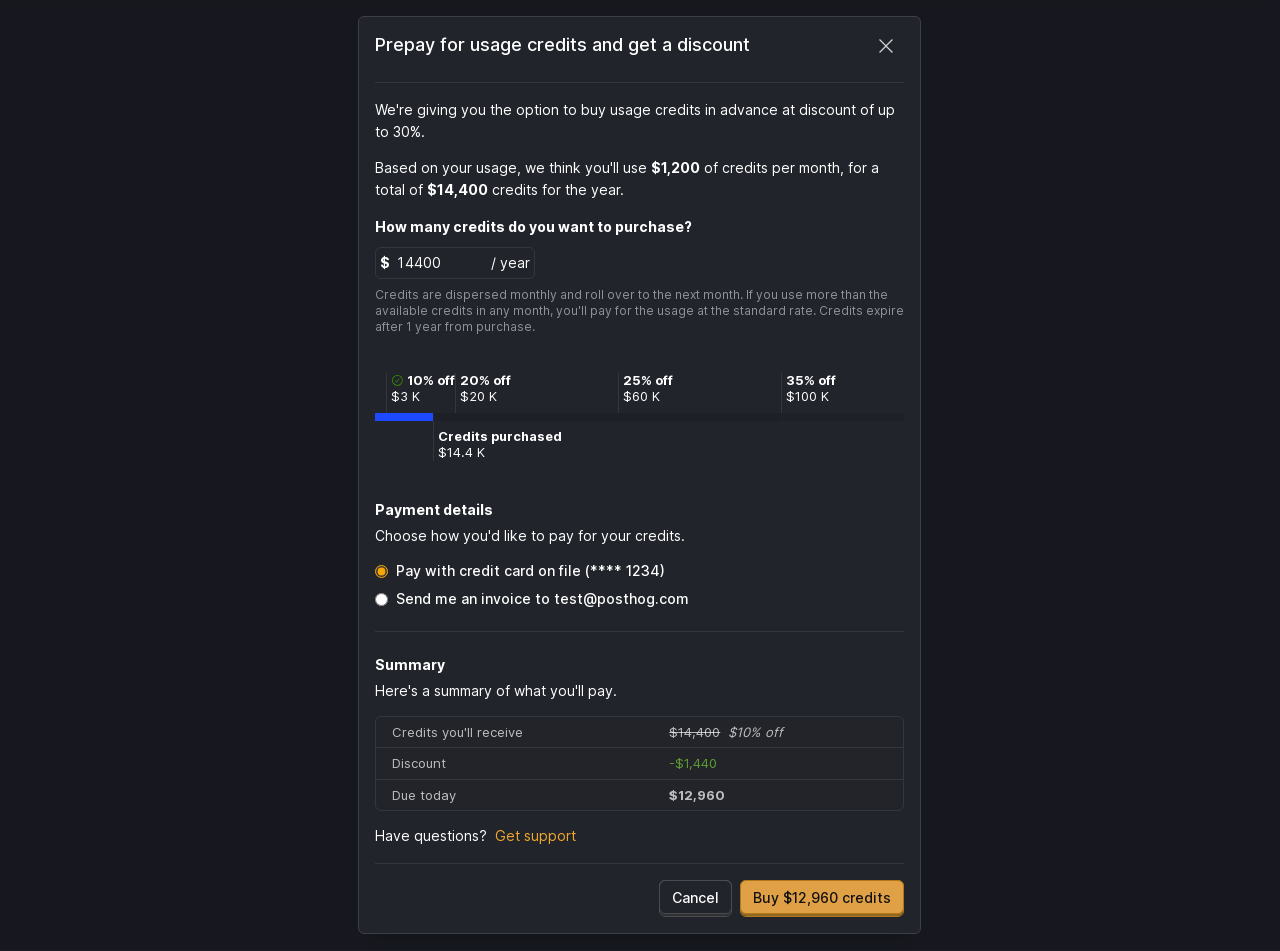 Prepay for usage credits and get a discount
We're giving you the option to buy usage credits in advance at discount of up
to 30%.
Based on your usage, we think you'll use $1,200 of credits per month, for a
total of $14,400 credits for the year.
How many credits do you want to purchase?
$ 14400 / year
Credits are dispersed monthly and roll over to the next month. If you use more than the
available credits in any month, you'll pay for the usage at the standard rate. Credits expire
after 1 year from purchase.
10% off 20% off 25% off 35% off
$3 K $20 K $60 K $100 K
Credits purchased
$14.4 K
Payment details
Choose how you'd like to pay for your credits.
Pay with credit card on file (**** 1234)
Send me an invoice to test@posthog.com
Summary
Here's a summary of what you'll pay.
Credits you'll receive $14,400 $10% off
Discount -$1,440
Due today $12,960
Have questions? Get support
Cancel Buy $12,960 credits